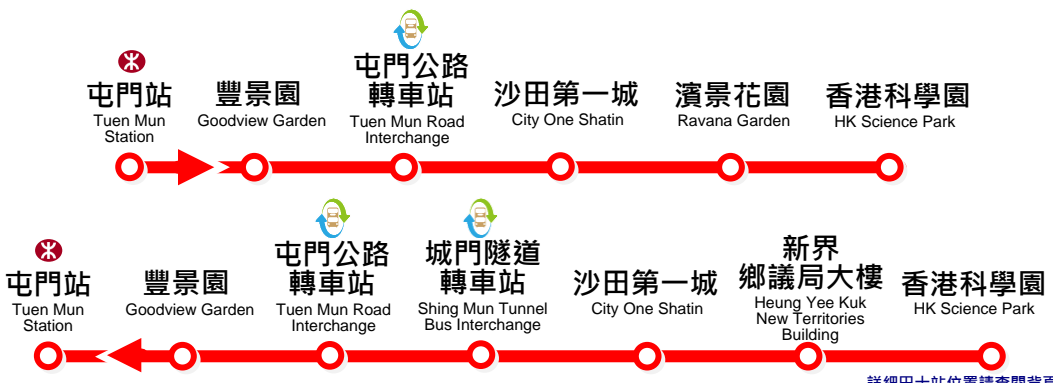 屯門站
Tuen Mun
Station
豐景園
Goodview Garden
屯門公路
轉車站
Tuen Mun Road
Interchange
沙田第一城
City One Shatin
濱景花園
Ravana Garden
香港科學園
HK Science Park
屯門站
Tuen Mun
Station
豐景園
Goodview Garden
屯門公路
轉車站
Tuen Mun Road
Interchange
城門隧道
轉車站
Shing Mun Tunnel
Bus Interchange
沙田第一城
City One Shatin
新界
鄉議局大樓
Heung Yee Kuk
New Territories
Building
香港科學園
HK Science Park